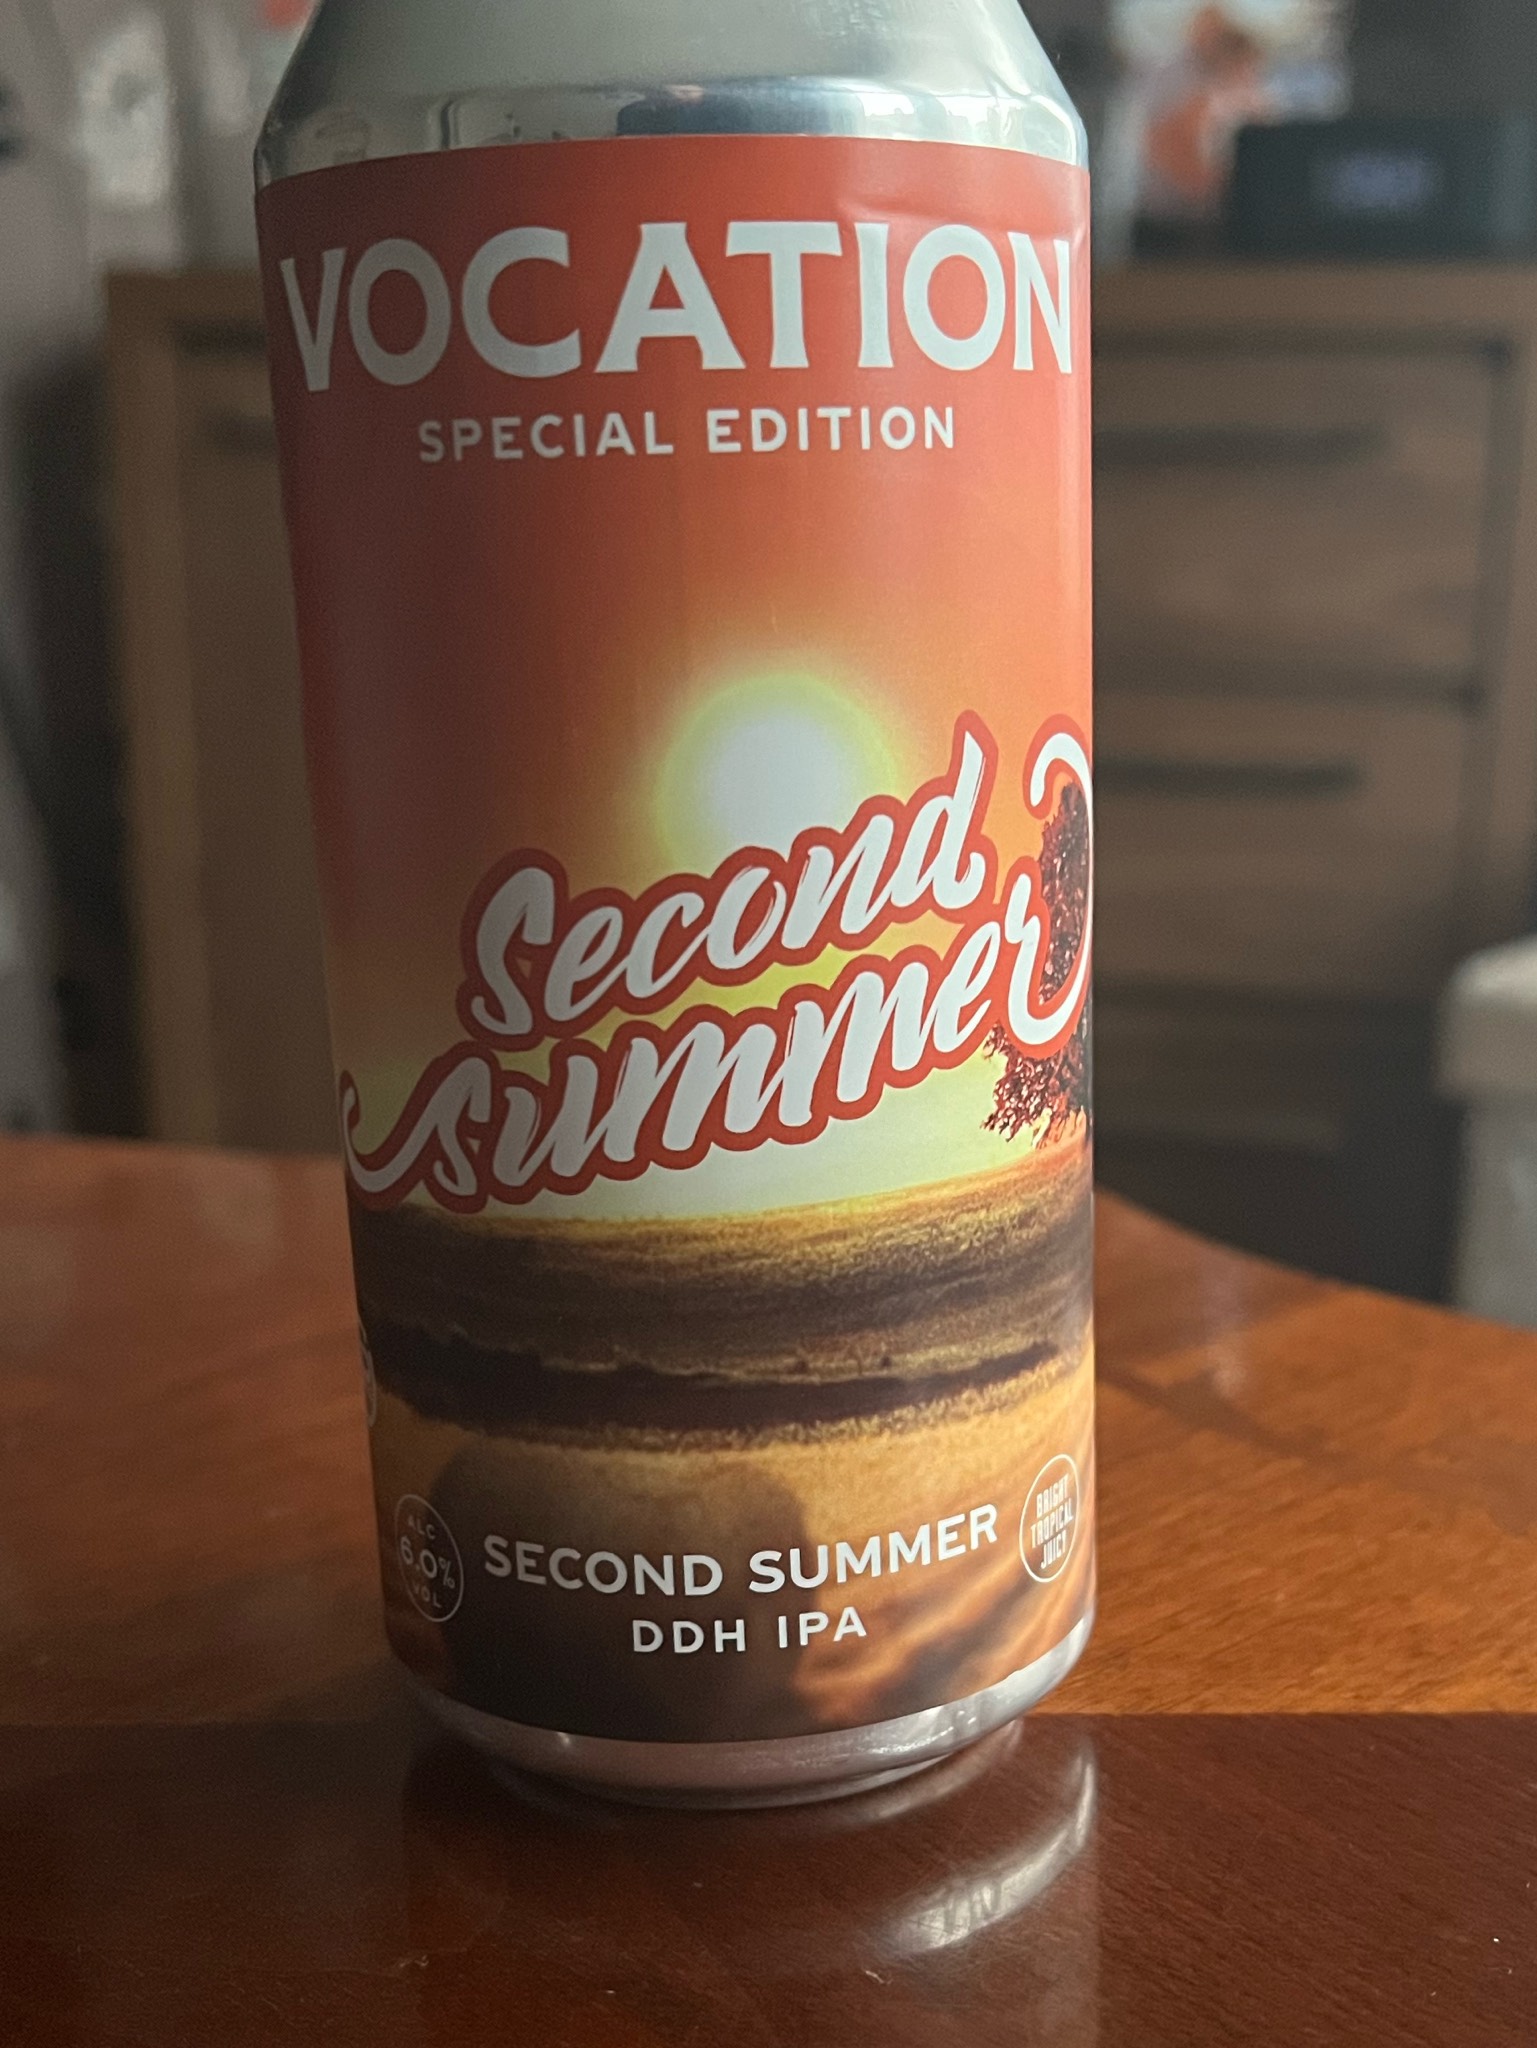 VOCATION
SPECIAL EDITION
Second
summer
ALC
6.0%
VOL
SECOND SUMMER
DDH IPA
BRIGHT
TROPICAL
JUICY